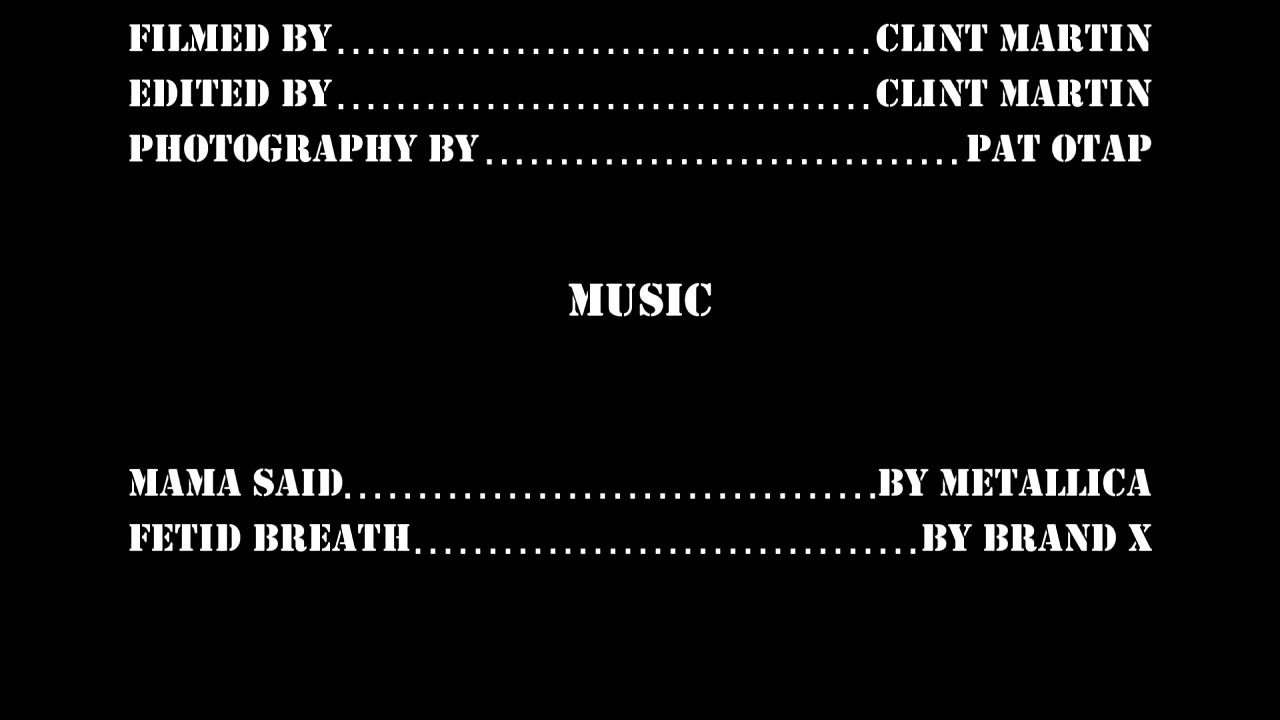 FILMED BY....................................CLINT MARTIN
EDITED BY....................................CLINT MARTIN
PHOTOGRAPHY BY................................PAT OTAP
MUSIC
MAMA SAID....................................BY METALLICA
FETID BREATH..................................BY BRAND X